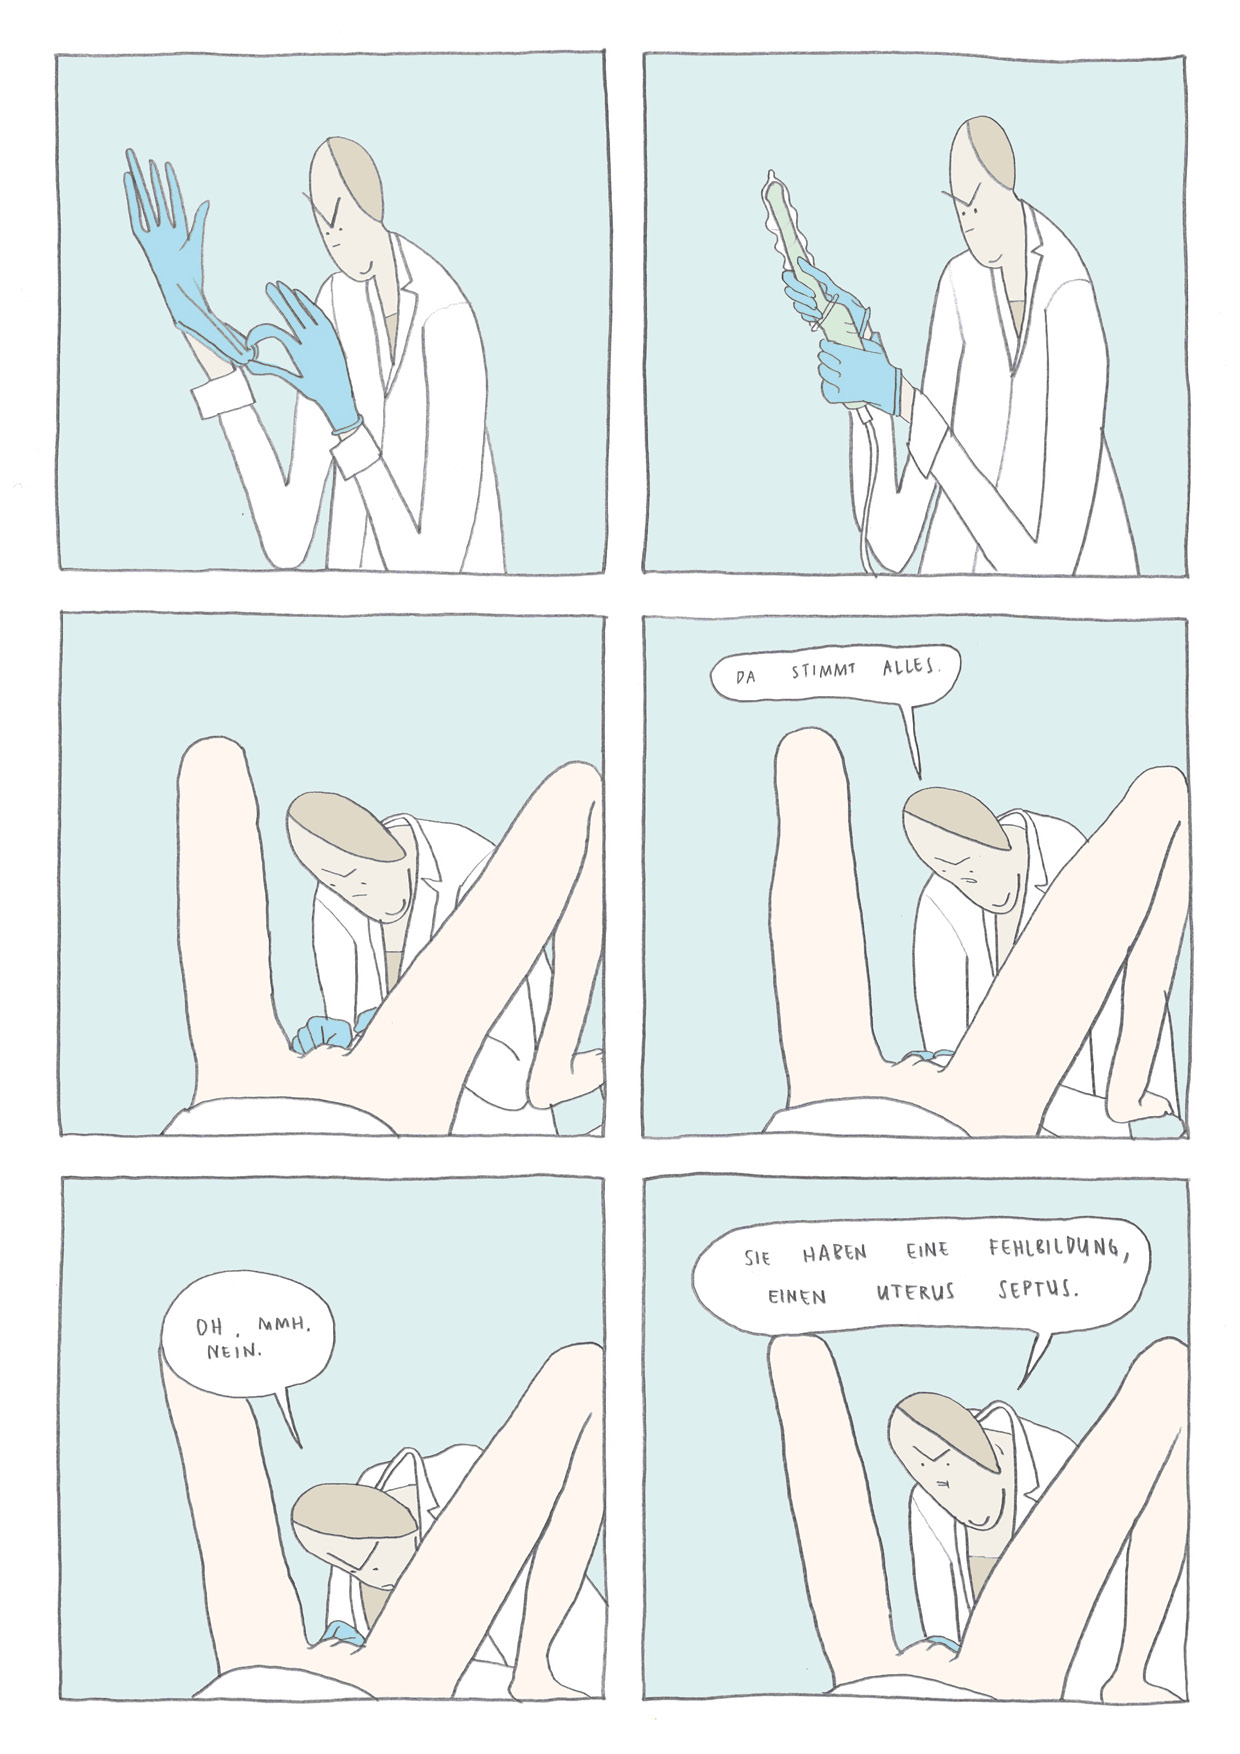 DA STIMMT ALLES.
OH, MMH.
NEIN.
SIE HABEN EINE FEHLBILDUNG,
EINEN UTERUS SEPTUS.